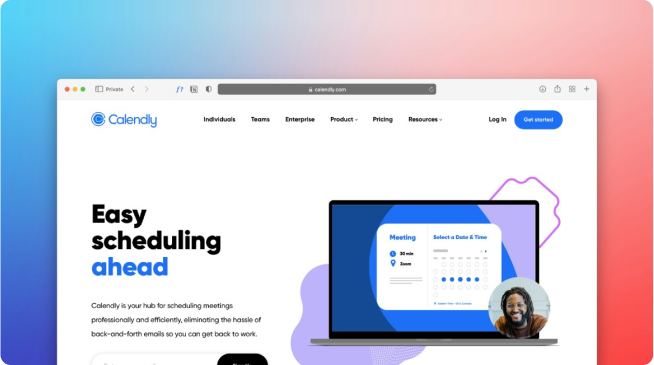 Private
calendly.com
Calendly
Individuals Teams Enterprise Product Pricing Resources Log In Get started
Easy
scheduling
ahead
Calendly is your hub for scheduling meetings
professionally and efficiently, eliminating the hassle of
back-and-forth emails so you can get back to work.
Meeting
30 min
Zoom
Select a Date & Time